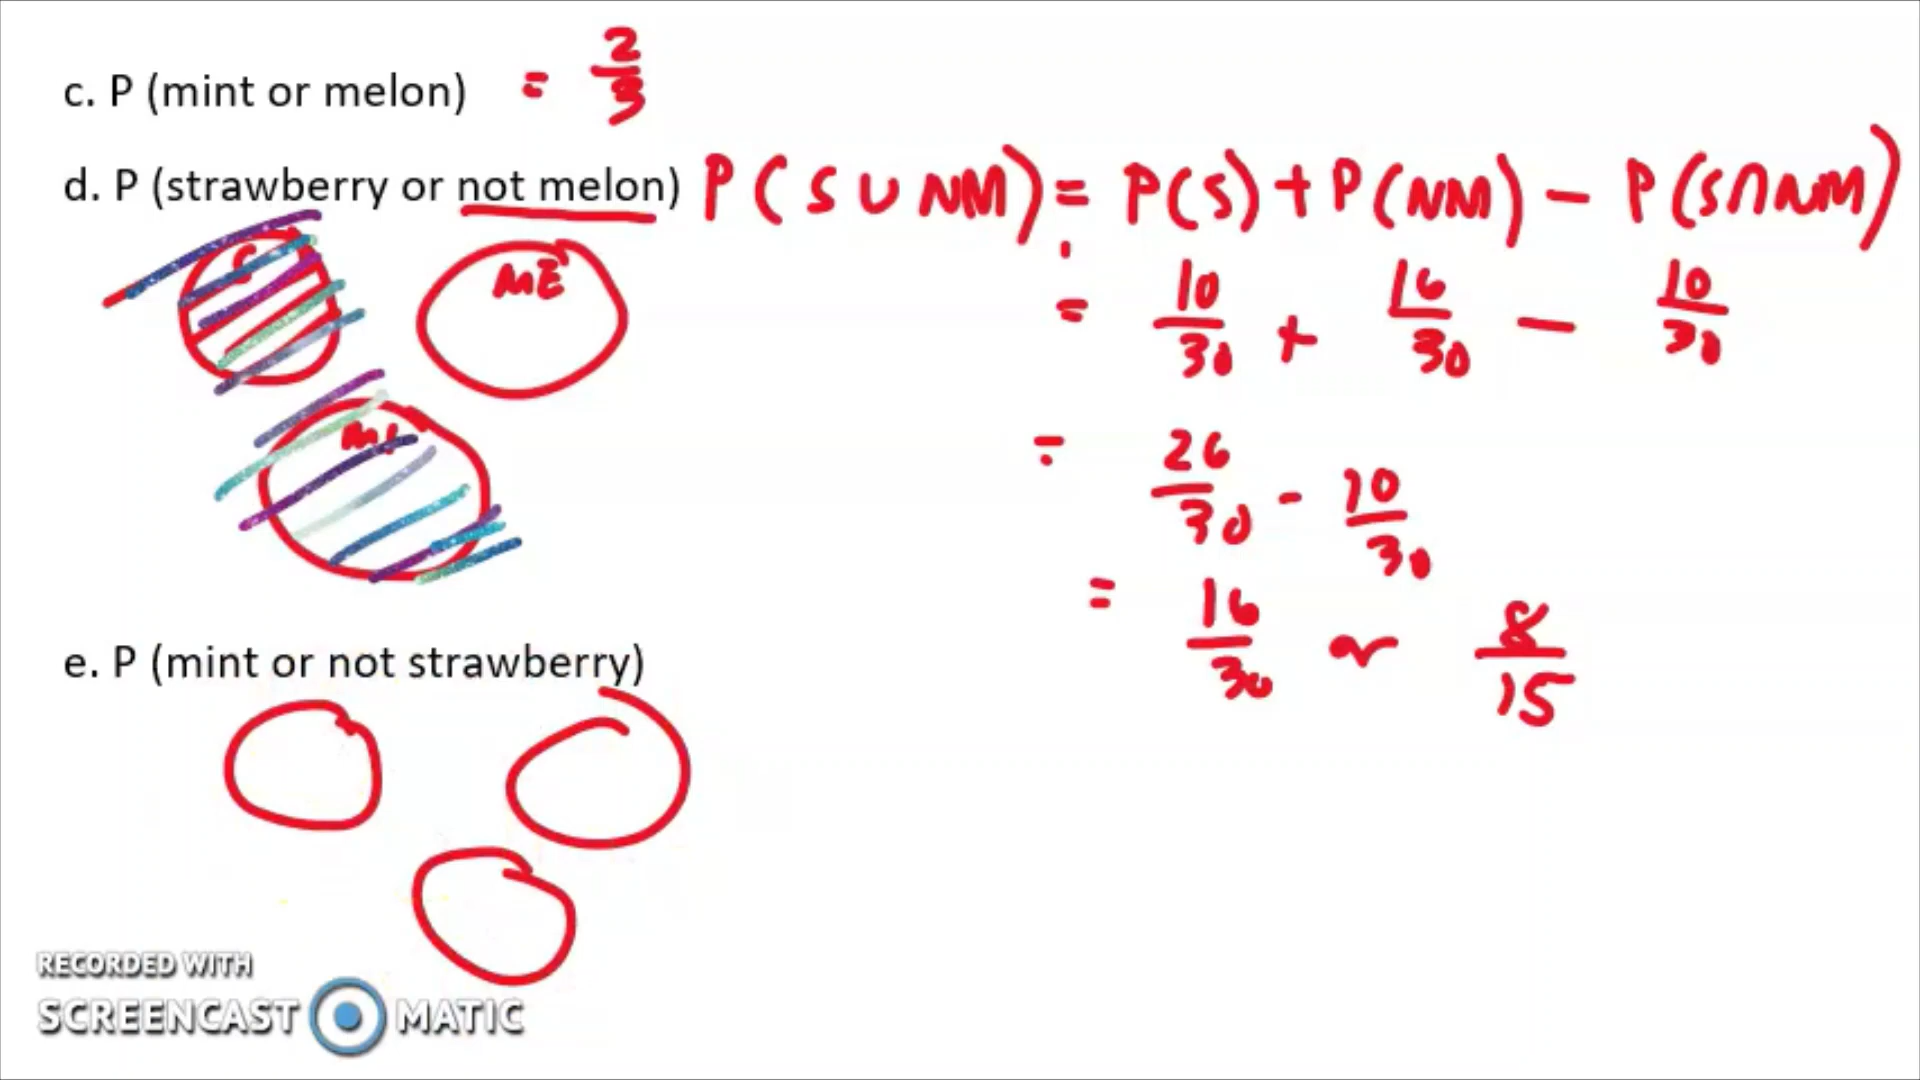 c. P (mint or melon) = 2/3
d. P (strawberry or not melon) P(S ∪ NM) = P(S) + P(NM) - P(S∩NM)
S
ME
= 10/30 + 16/30 - 10/30
MI
= 26/30 - 10/30
= 16/30 or 8/15
e. P (mint or not strawberry)
RECORDED WITH
SCREENCAST MATIC